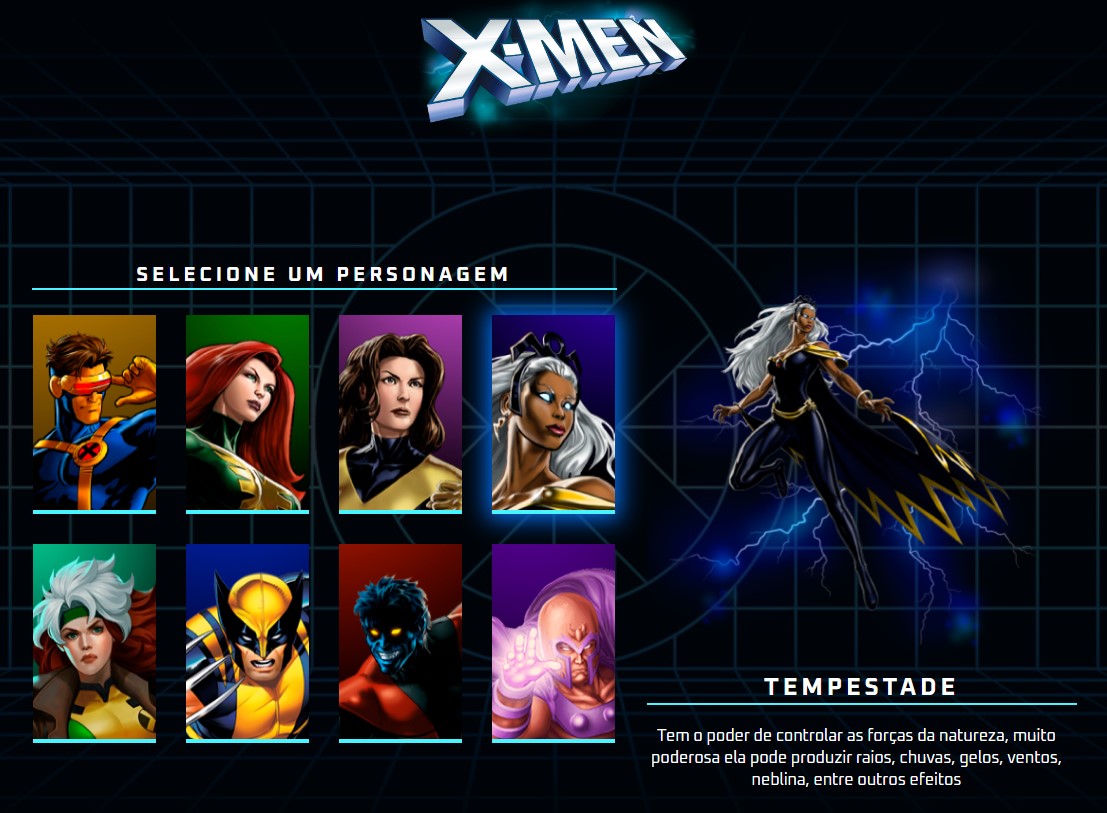 X-MEN
SELECIONE UM PERSONAGEM
TEMPESTADE
Tem o poder de controlar as forças da natureza, muito
poderosa ela pode produzir raios, chuvas, gelos, ventos,
neblina, entre outros efeitos